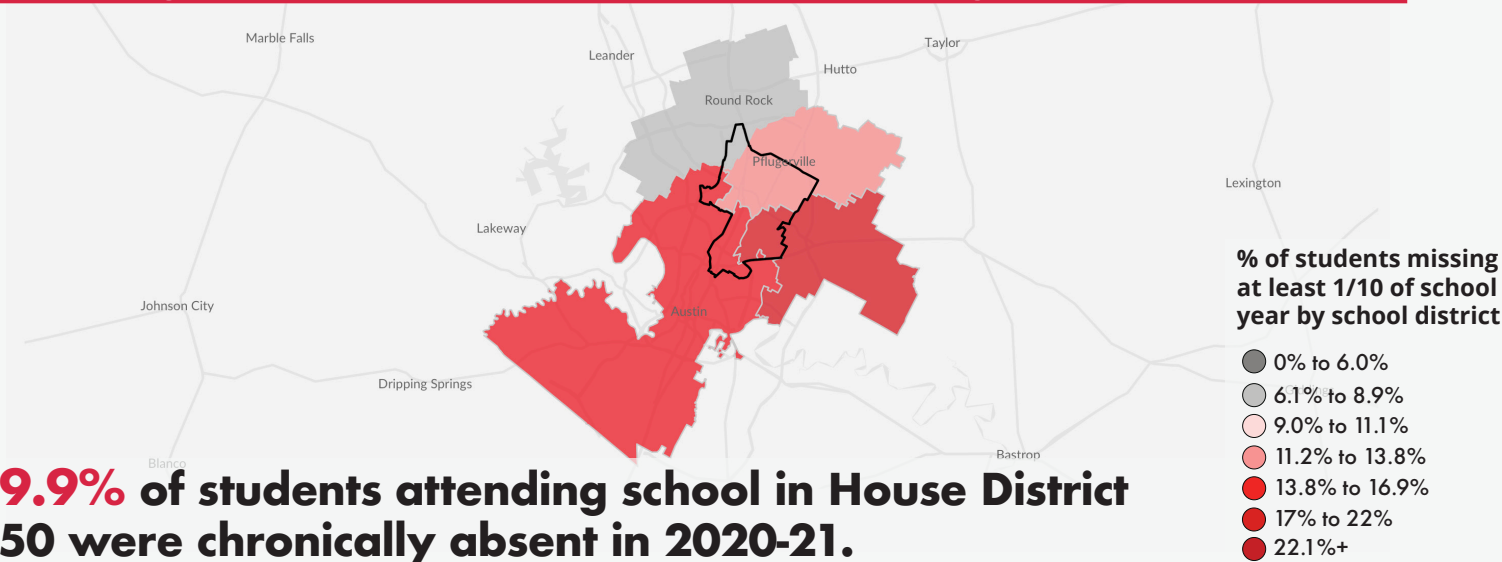 Marble Falls
Leander
Taylor
Hutto
Round Rock
Pflugerville
Lexington
Lakeway
Johnson City
Austin
Dripping Springs
Blanco
Bastrop
% of students missing
at least 1/10 of school
year by school district
0% to 6.0%
6.1% to 8.9%
9.0% to 11.1%
11.2% to 13.8%
13.8% to 16.9%
17% to 22%
22.1%+
9.9% of students attending school in House District
50 were chronically absent in 2020-21.